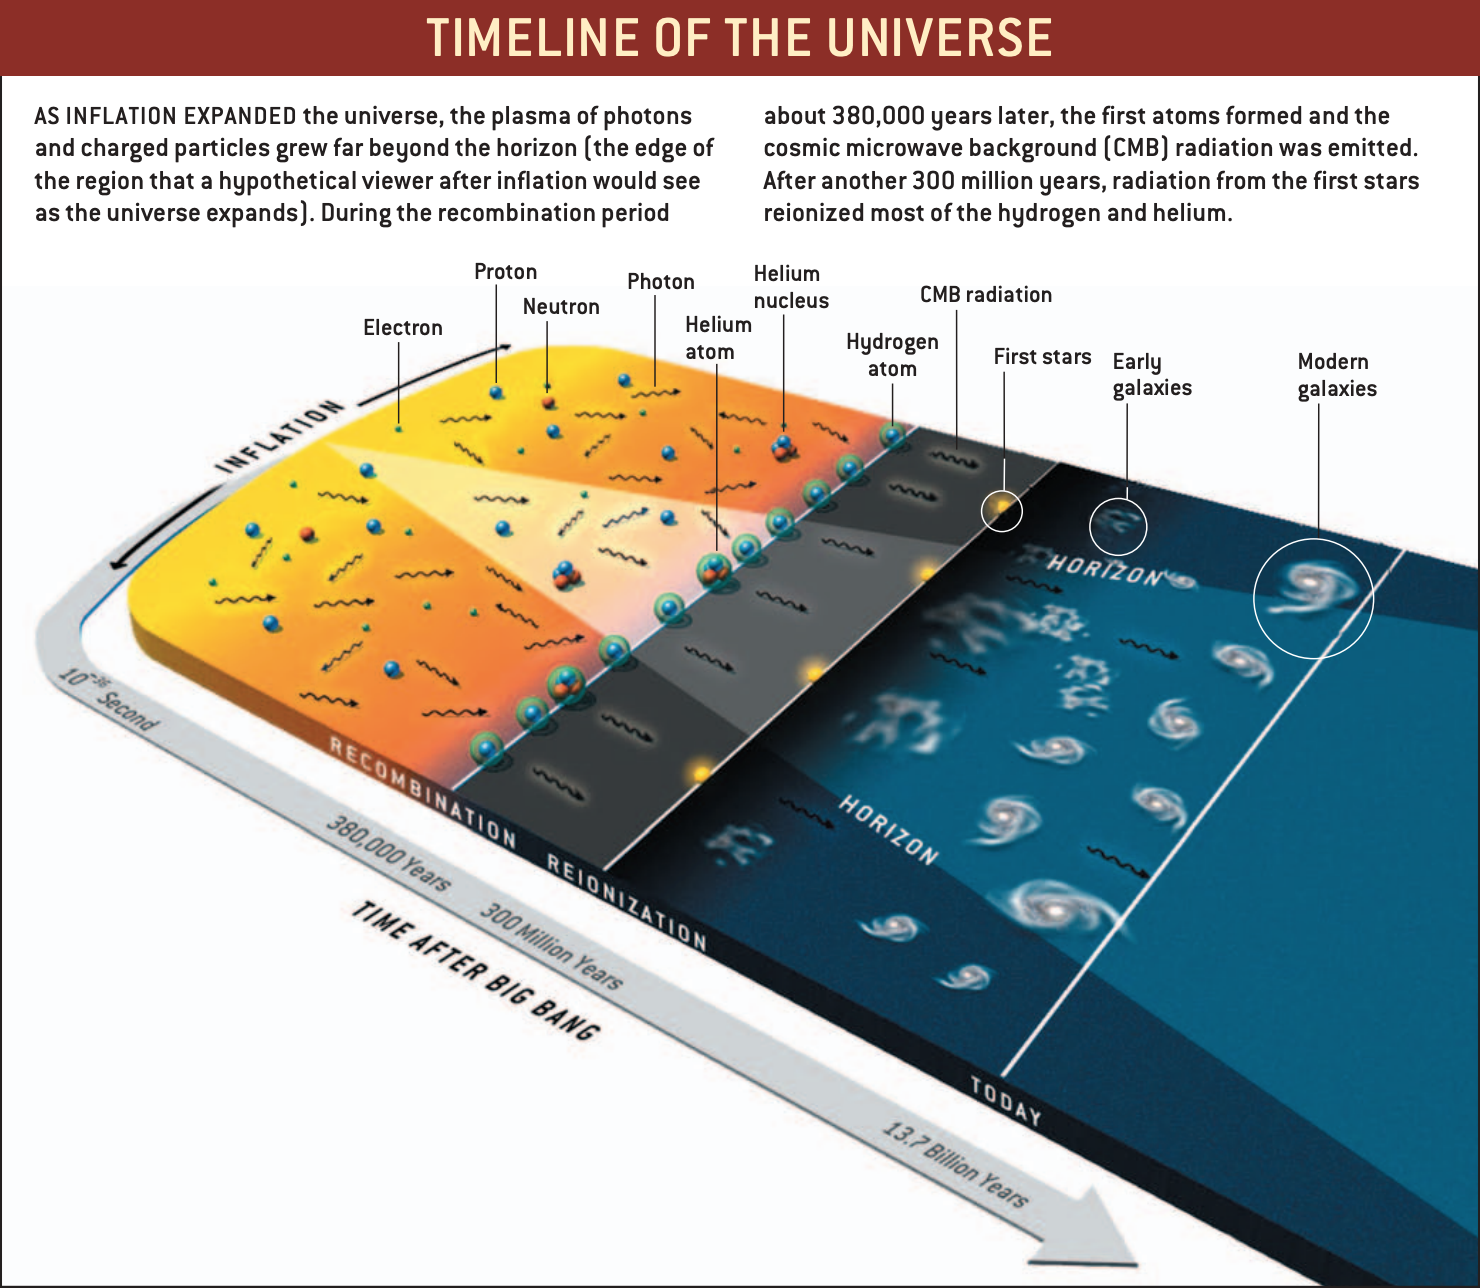 TIMELINE OF THE UNIVERSE
AS INFLATION EXPANDED the universe, the plasma of photons
and charged particles grew far beyond the horizon (the edge of
the region that a hypothetical viewer after inflation would see
as the universe expands). During the recombination period
about 380,000 years later, the first atoms formed and the
cosmic microwave background (CMB) radiation was emitted.
After another 300 million years, radiation from the first stars
reionized most of the hydrogen and helium.
Proton
Neutron
Electron
Photon
Helium
atom
Helium
nucleus
Hydrogen
atom
CMB radiation
First stars
Early
galaxies
Modern
galaxies
INFLATION
HORIZON
HORIZON
10⁻³⁶ Second
RECOMBINATION
380,000 Years
REIONIZATION
300 Million Years
TIME AFTER BIG BANG
TODAY
13.7 Billion Years